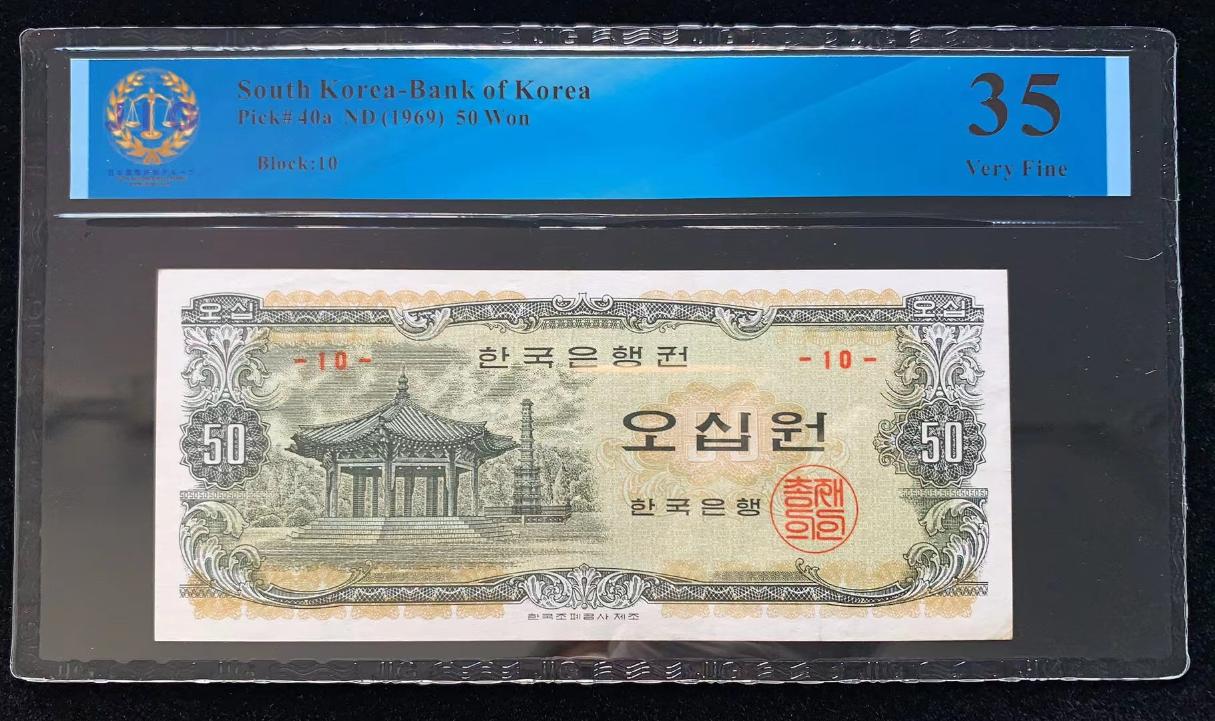 South Korea-Bank of Korea
Pick# 40a ND (1969) 50 Won
Block:10
35
Very Fine
오십
오십
-10-
한국은행권
-10-
오십원
50
50
한국은행
총재의인
한국조폐공사 제조